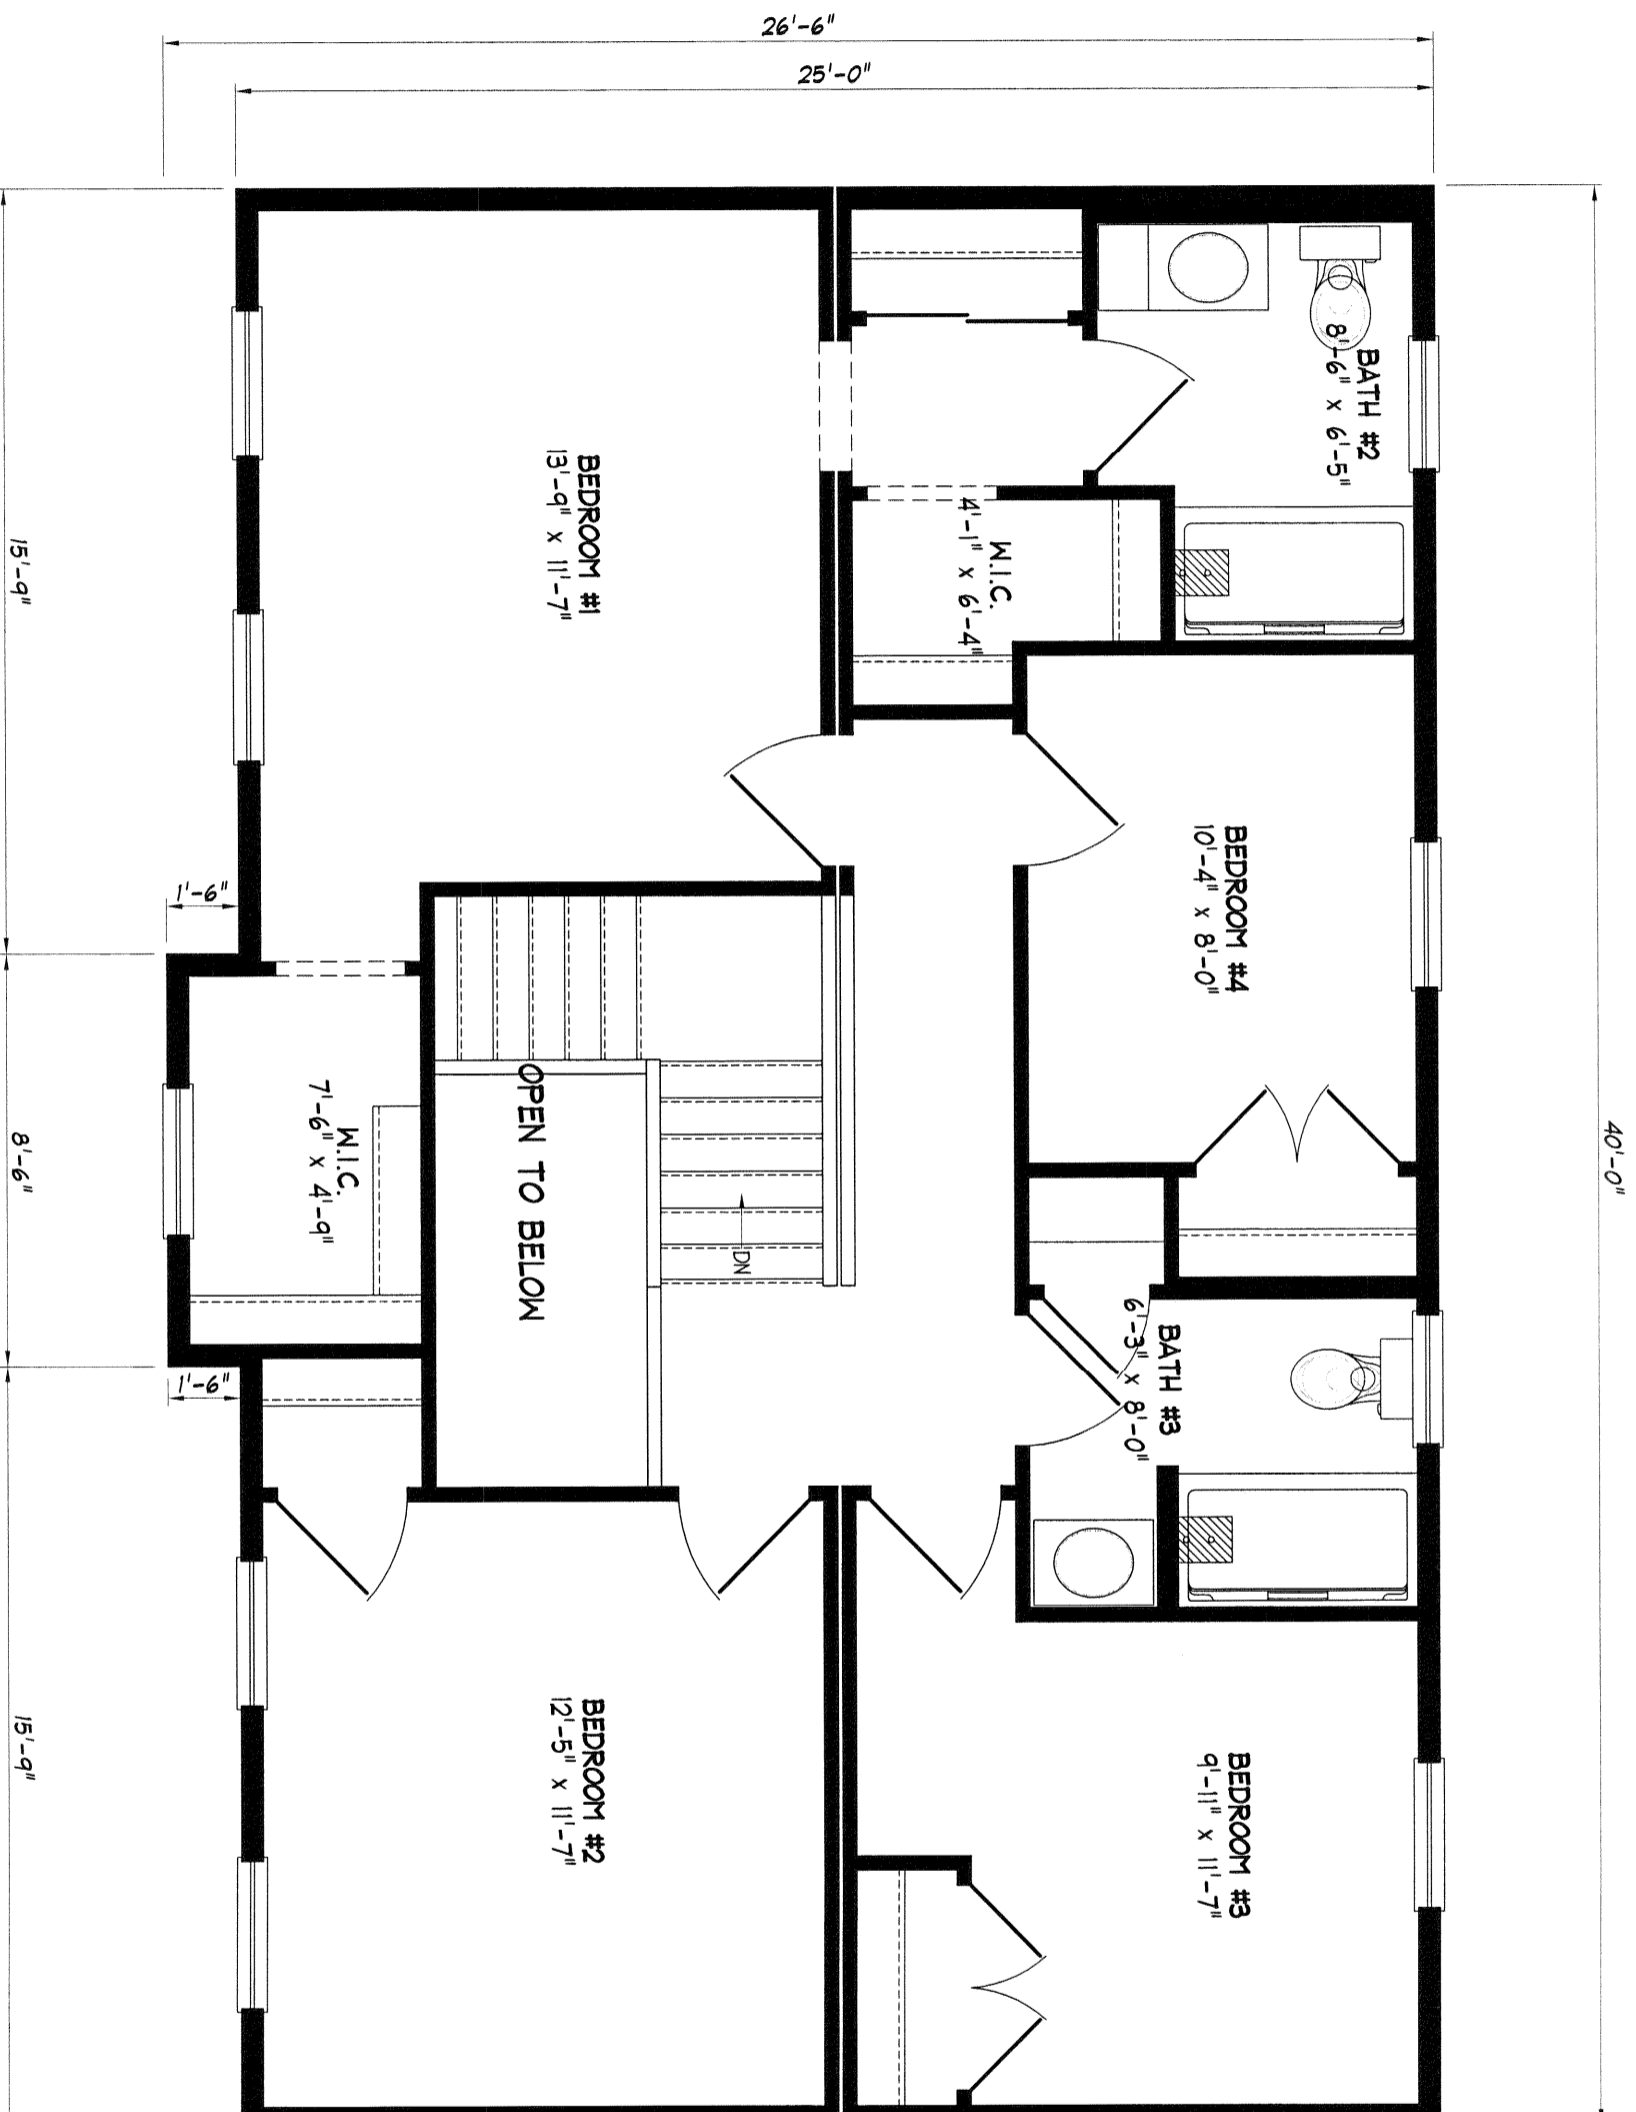 26'-6"
25'-0"
BATH #2
8'-6" x 6'-5"
BEDROOM #1
13'-9" x 11'-7"
W.I.C.
4'-1" x 6'-4"
15'-9"
BEDROOM #4
10'-4" x 8'-0"
1'-6"
40'-0"
W.I.C.
7'-6" x 4'-9"
OPEN TO BELOW
DN
8'-6"
BATH #3
6'-3" x 8'-0"
1'-6"
BEDROOM #2
12'-5" x 11'-7"
BEDROOM #3
9'-11" x 11'-7"
15'-9"